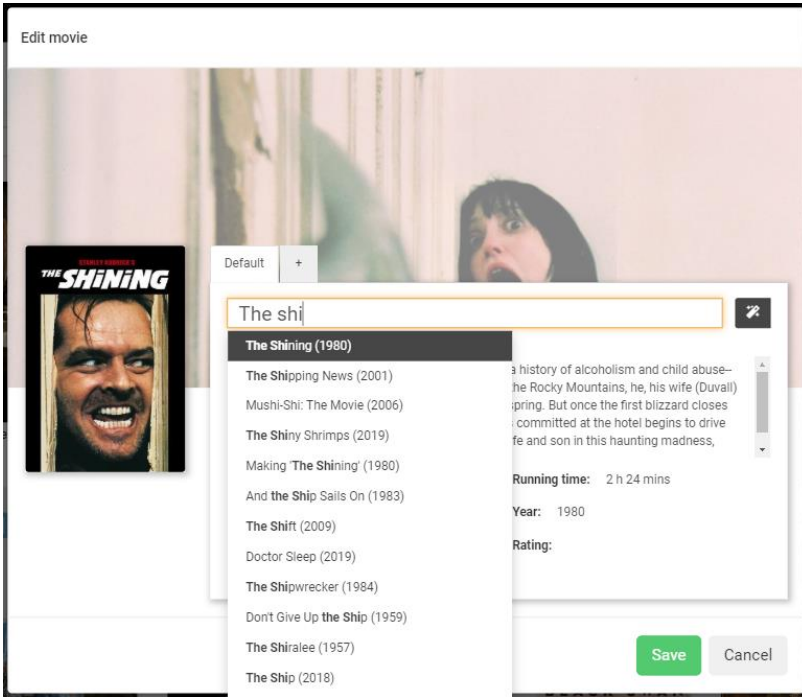 Edit movie
STANLEY KUBRICK'S
THE SHiNiNG
Default
+
The shi
The Shining (1980)
The Shipping News (2001)
Mushi-Shi: The Movie (2006)
The Shiny Shrimps (2019)
Making 'The Shining' (1980)
And the Ship Sails On (1983)
The Shift (2009)
Doctor Sleep (2019)
The Shipwrecker (1984)
Don't Give Up the Ship (1959)
The Shiralee (1957)
The Ship (2018)
a history of alcoholism and child abuse--
the Rocky Mountains, he, his wife (Duvall)
spring. But once the first blizzard closes
committed at the hotel begins to drive
fe and son in this haunting madness,
Running time: 2 h 24 mins
Year: 1980
Rating:
Save
Cancel